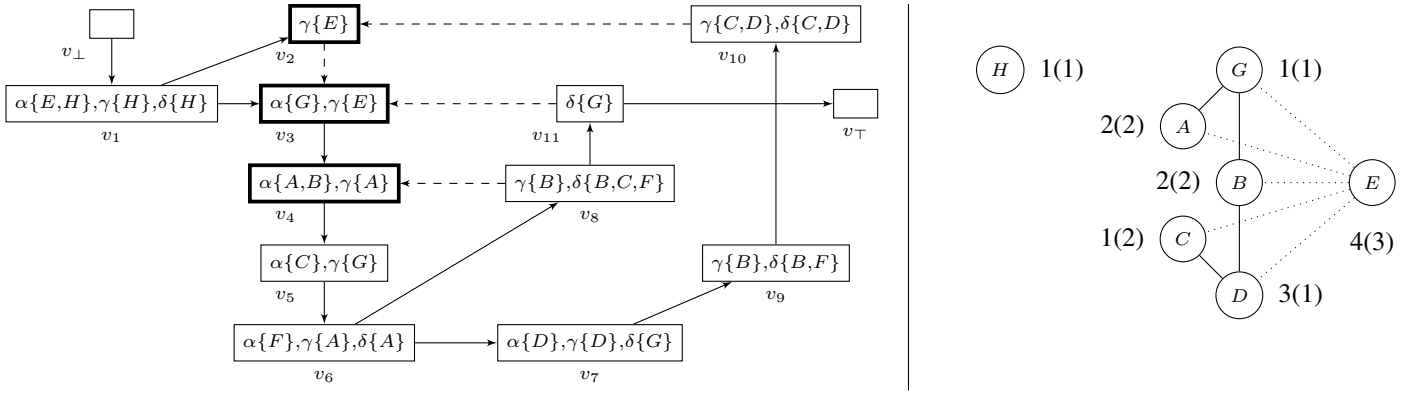 v⊥
γ{E}
v2
γ{C,D},δ{C,D}
v10
α{E,H},γ{H},δ{H}
v1
α{G},γ{E}
v3
δ{G}
v11
v⊤
α{A,B},γ{A}
v4
γ{B},δ{B,C,F}
v8
α{C},γ{G}
v5
γ{B},δ{B,F}
v9
α{F},γ{A},δ{A}
v6
α{D},γ{D},δ{G}
v7
H 1(1)
G 1(1)
2(2) A
2(2) B
E
4(3)
1(2) C
D 3(1)